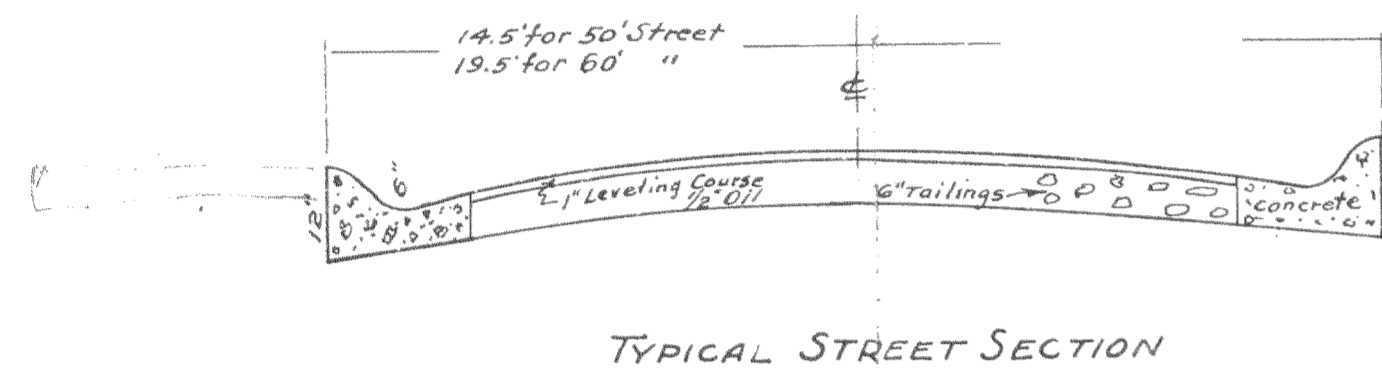 14.5' for 50' Street
19.5' for 60' "
℄
6"
12"
1" Leveling Course
1/2" Oil
6" Tailings
concrete
TYPICAL STREET SECTION